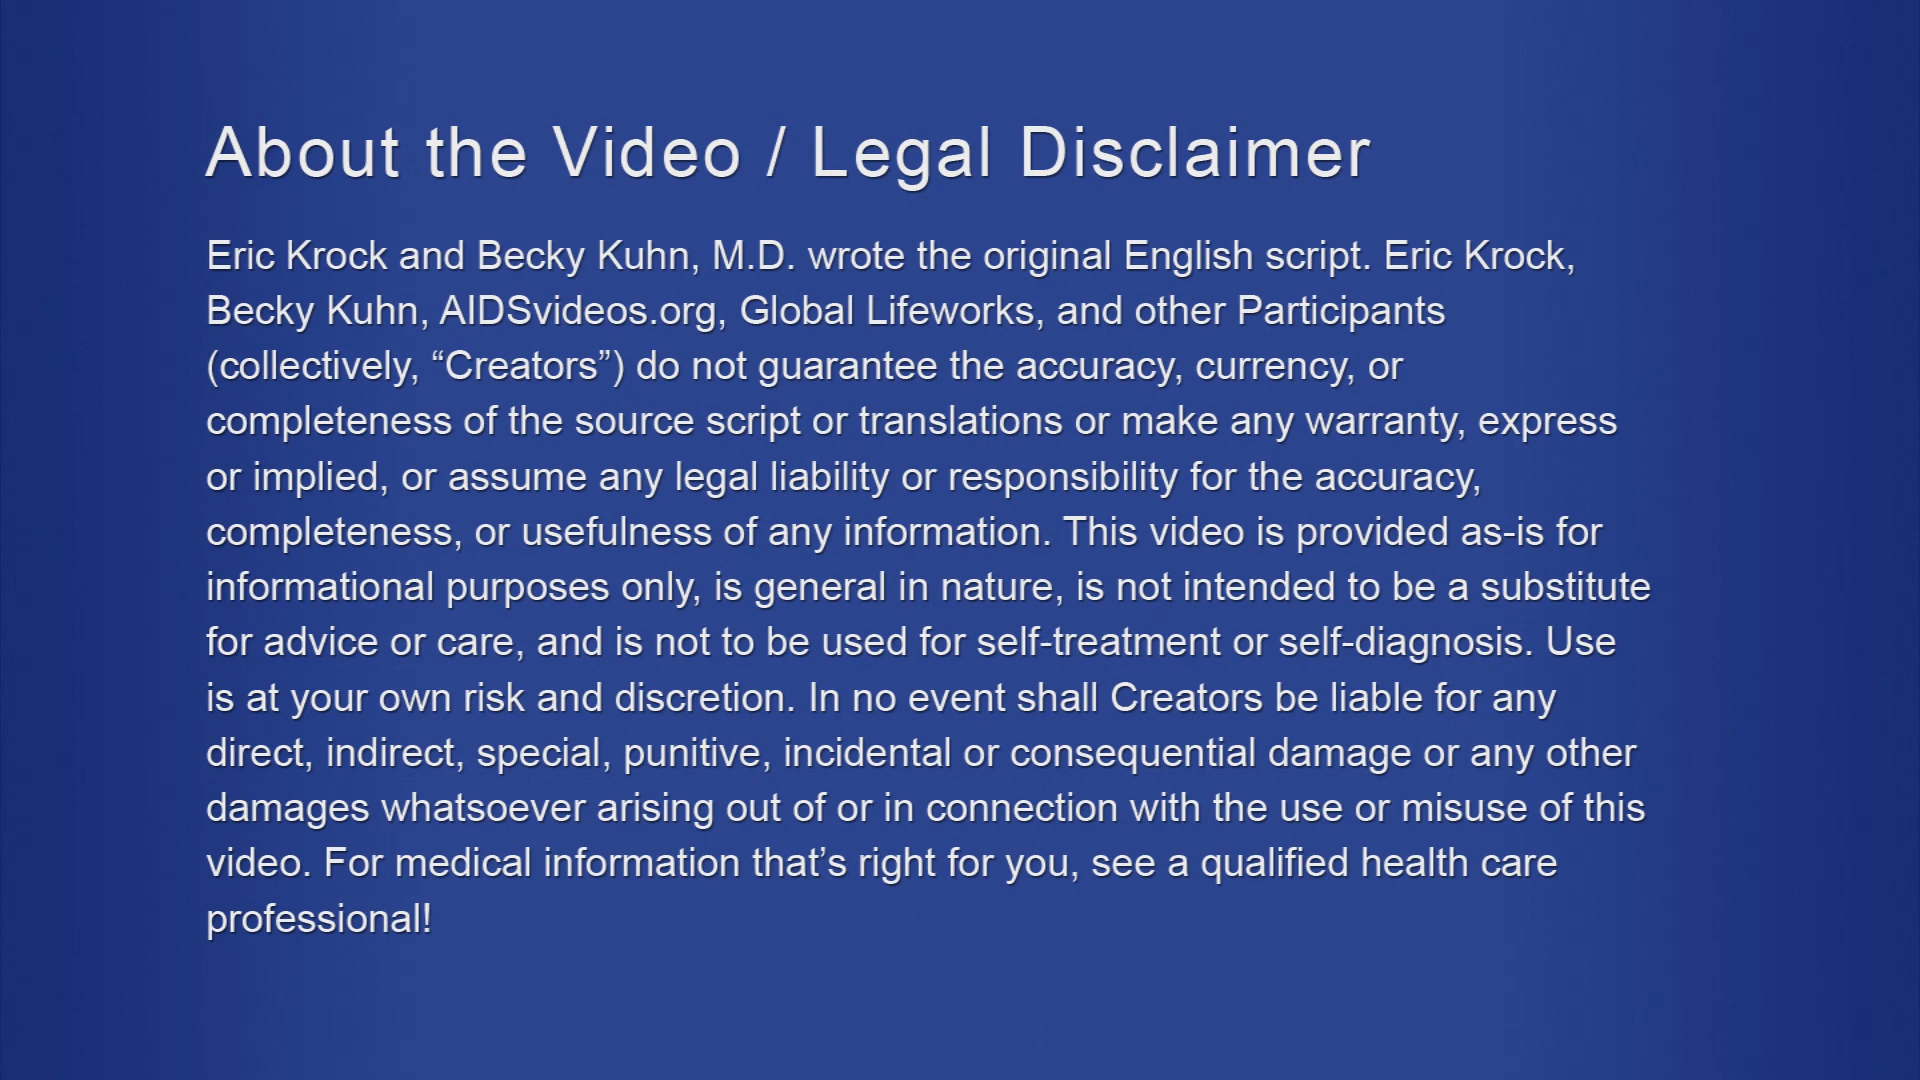 About the Video / Legal Disclaimer
Eric Krock and Becky Kuhn, M.D. wrote the original English script. Eric Krock,
Becky Kuhn, AIDSvideos.org, Global Lifeworks, and other Participants
(collectively, “Creators”) do not guarantee the accuracy, currency, or
completeness of the source script or translations or make any warranty, express
or implied, or assume any legal liability or responsibility for the accuracy,
completeness, or usefulness of any information. This video is provided as-is for
informational purposes only, is general in nature, is not intended to be a substitute
for advice or care, and is not to be used for self-treatment or self-diagnosis. Use
is at your own risk and discretion. In no event shall Creators be liable for any
direct, indirect, special, punitive, incidental or consequential damage or any other
damages whatsoever arising out of or in connection with the use or misuse of this
video. For medical information that’s right for you, see a qualified health care
professional!